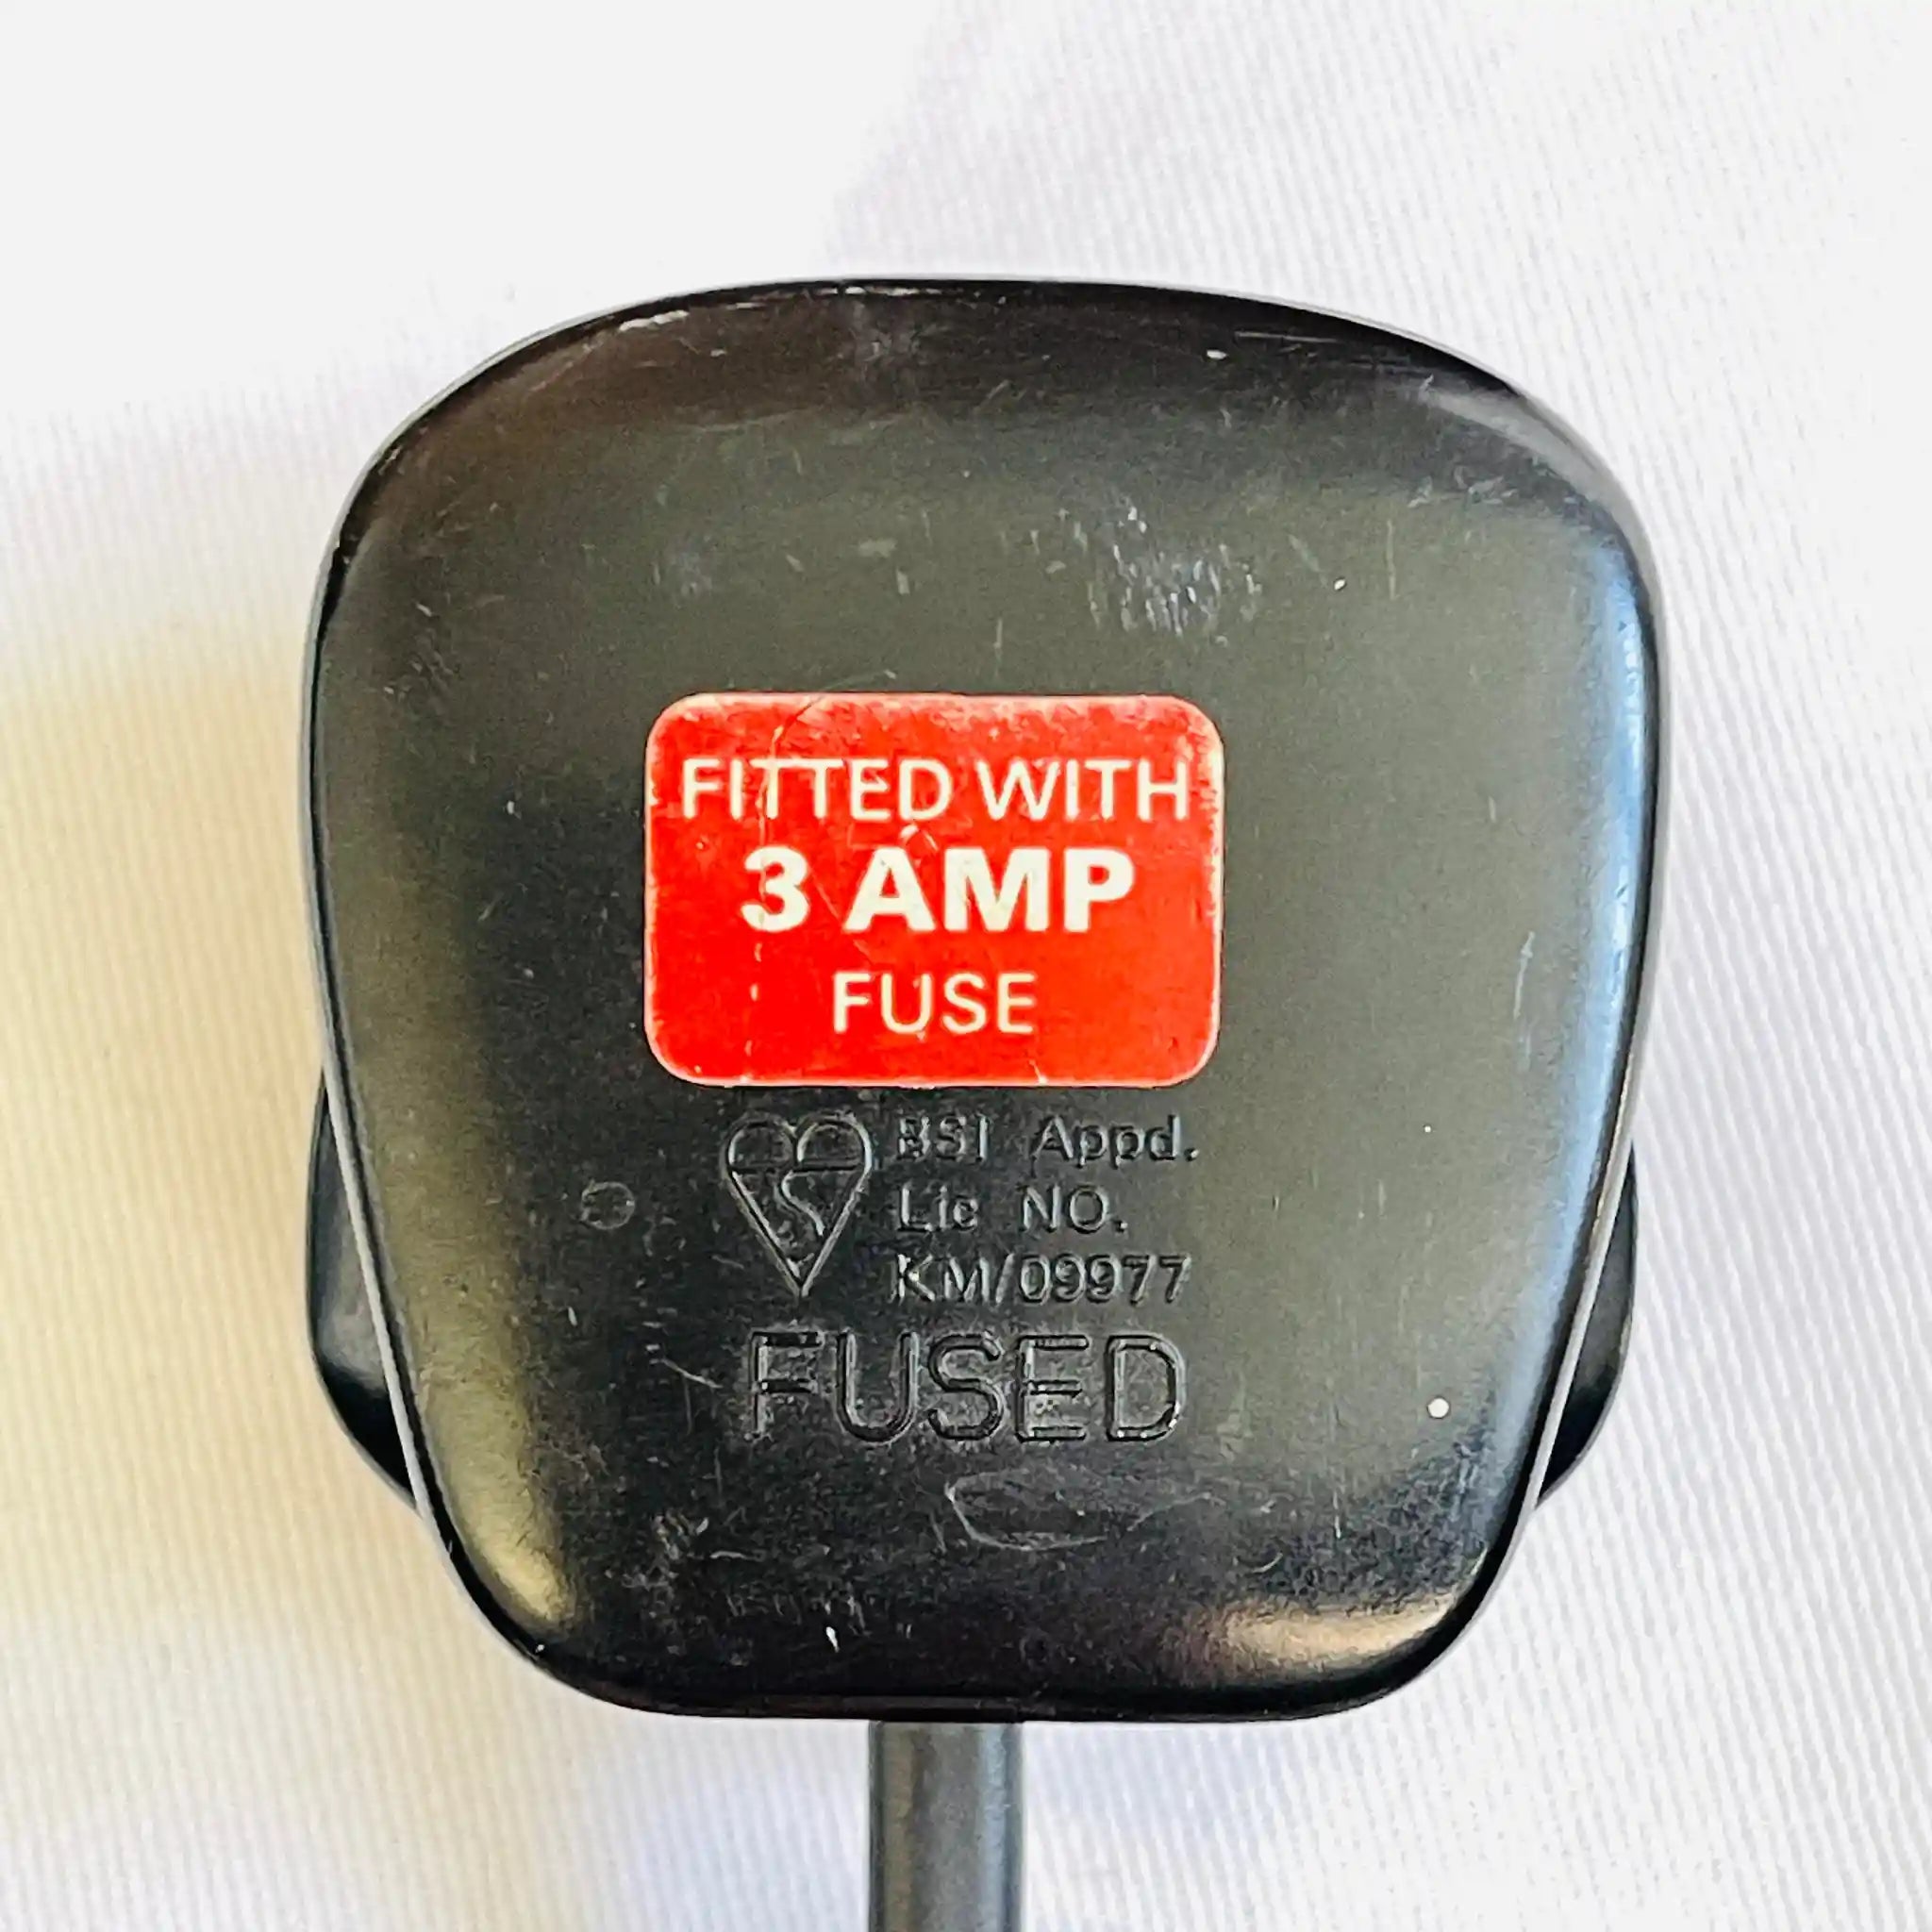 FITTED WITH
3 AMP
FUSE
BSI Appd.
Lic NO.
KM/09977
FUSED